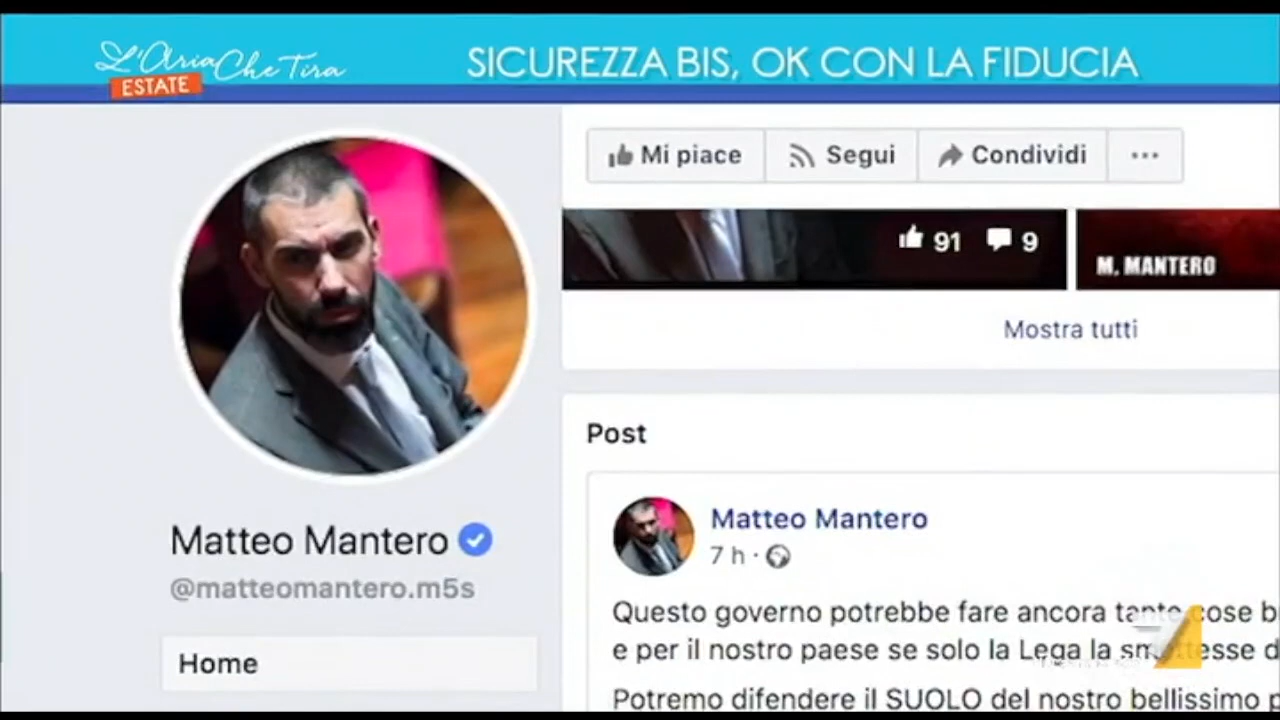 L'Aria Che Tira
ESTATE
SICUREZZA BIS, OK CON LA FIDUCIA
Mi piace
Segui
Condividi
91
9
M. MANTERO
Mostra tutti
Post
Matteo Mantero
7 h ·
Matteo Mantero
@matteomantero.m5s
Home
Questo governo potrebbe fare ancora tante cose b
e per il nostro paese se solo la Lega la smettesse d
Potremo difendere il SUOLO del nostro bellissimo p